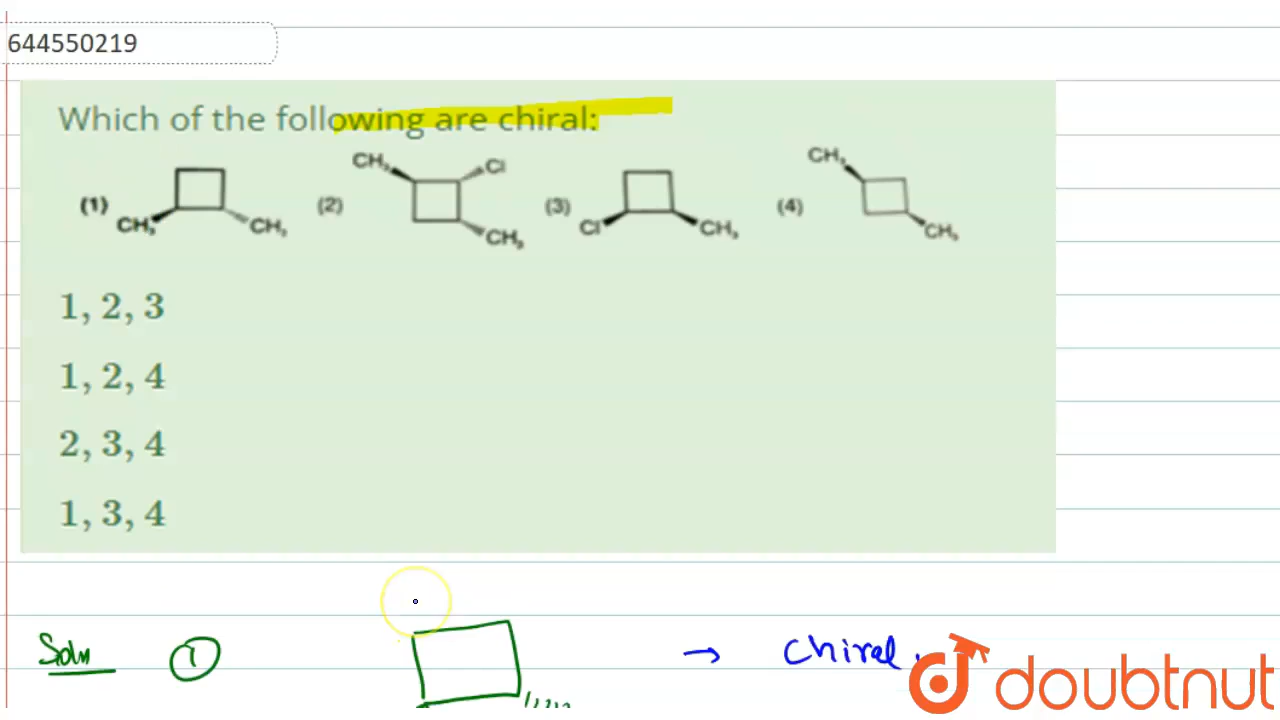 644550219
Which of the following are chiral:
CH₃
(1) CH₃ CH₃ (2) CH₃ Cl CH₃ (3) Cl CH₃ (4) CH₃
1, 2, 3
1, 2, 4
2, 3, 4
1, 3, 4
Soln 1 → Chiral.
doubtnut